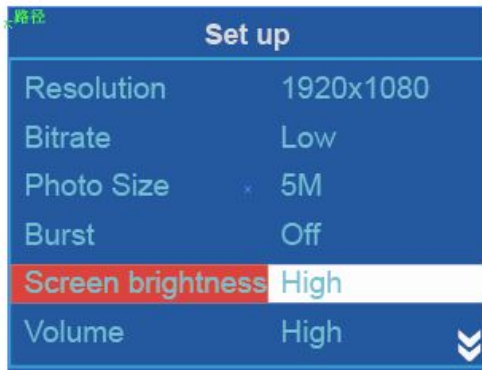 路径
Set up
Resolution 1920x1080
Bitrate Low
Photo Size 5M
Burst Off
Screen brightness High
Volume High